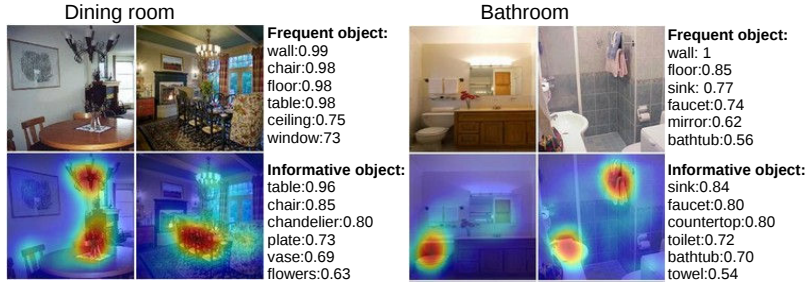 Dining room
Frequent object:
wall:0.99
chair:0.98
floor:0.98
table:0.98
ceiling:0.75
window:73
Informative object:
table:0.96
chair:0.85
chandelier:0.80
plate:0.73
vase:0.69
flowers:0.63
Bathroom
Frequent object:
wall: 1
floor:0.85
sink: 0.77
faucet:0.74
mirror:0.62
bathtub:0.56
Informative object:
sink:0.84
faucet:0.80
countertop:0.80
toilet:0.72
bathtub:0.70
towel:0.54